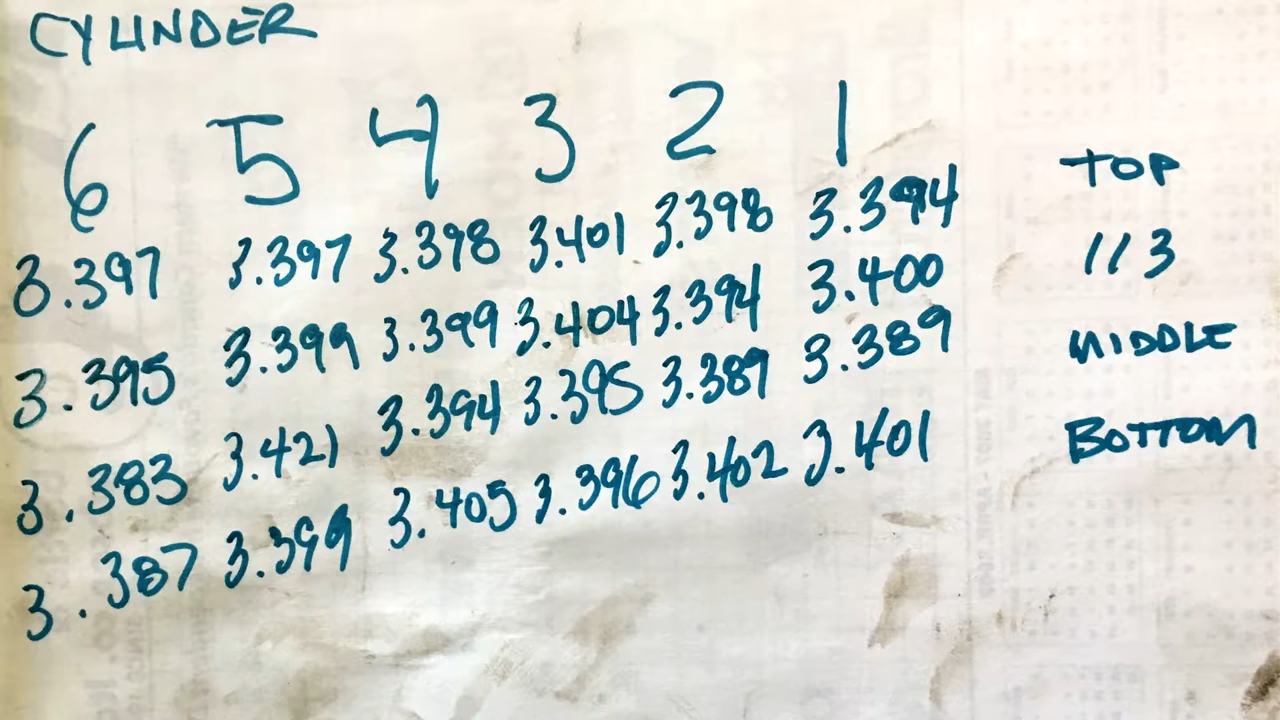 CYLINDER
6 5 4 3 2 1
3.397 3.397 3.398 3.401 3.398 3.394 TOP
3.395 3.399 3.399 3.404 3.394 3.400 1/3
3.383 3.421 3.394 3.395 3.389 3.389 MIDDLE
3.387 3.399 3.405 3.396 3.402 3.401 BOTTOM